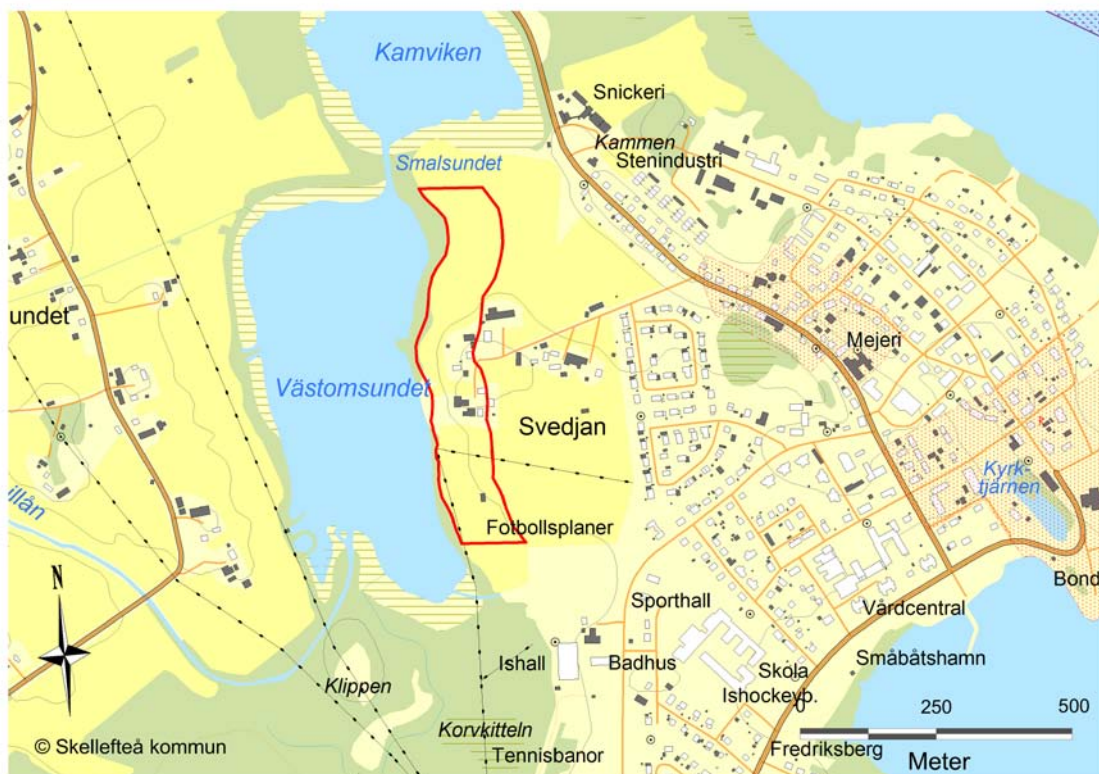 Kamviken
Snickeri
Kammen
Stenindustri
Smalsundet
undet
Mejeri
Västomsundet
Svedjan
Kyrk-
tjärnen
illån
Fotbollsplaner
N
Bond
Sporthall
Vårdcentral
Ishall
Badhus
Skola
Småbåtshamn
Klippen
Ishockeyb.
0 250 500
Korvkitteln
Fredriksberg
Meter
Tennisbanor
© Skellefteå kommun